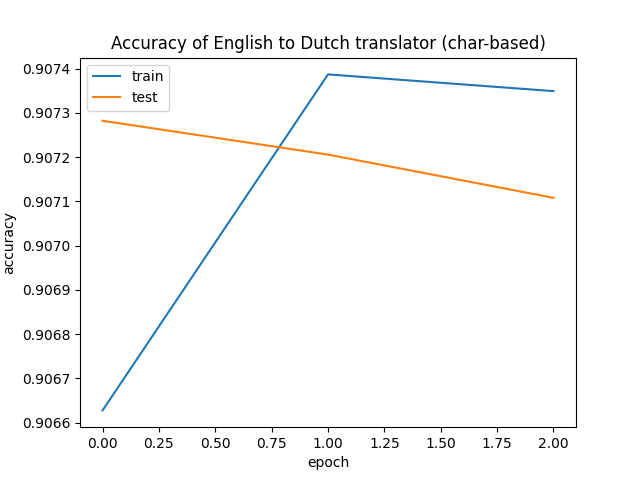 Accuracy of English to Dutch translator (char-based)
train
test
0.9074
0.9073
0.9072
0.9071
0.9070
0.9069
0.9068
0.9067
0.9066
accuracy
0.00 0.25 0.50 0.75 1.00 1.25 1.50 1.75 2.00
epoch